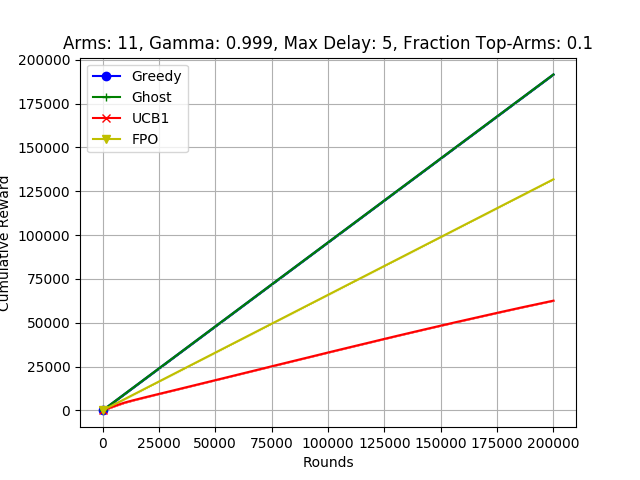 Arms: 11, Gamma: 0.999, Max Delay: 5, Fraction Top-Arms: 0.1
200000
175000
150000
125000
100000
75000
50000
25000
0
Cumulative Reward
Greedy
Ghost
UCB1
FPO
0 25000 50000 75000 100000 125000 150000 175000 200000
Rounds